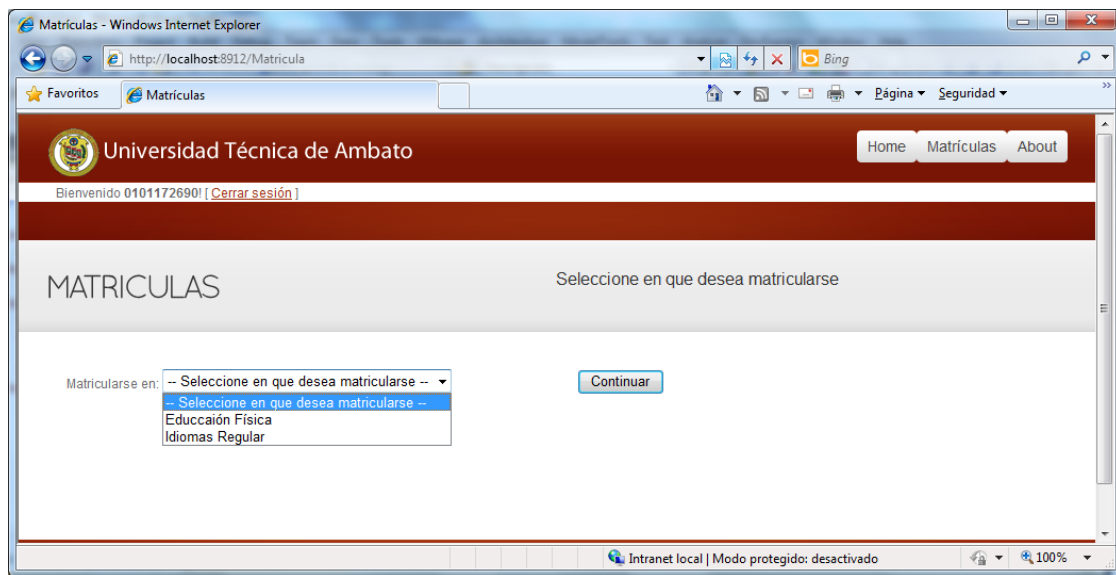 Matrículas - Windows Internet Explorer
http://localhost:8912/Matricula
Bing
Favoritos
Matrículas
Página
Seguridad
Universidad Técnica de Ambato
Home Matrículas About
Bienvenido 0101172690! [ Cerrar sesión ]
MATRICULAS
Seleccione en que desea matricularse
Matricularse en: -- Seleccione en que desea matricularse --
Continuar
-- Seleccione en que desea matricularse --
Educcaión Física
Idiomas Regular
Intranet local | Modo protegido: desactivado
100%